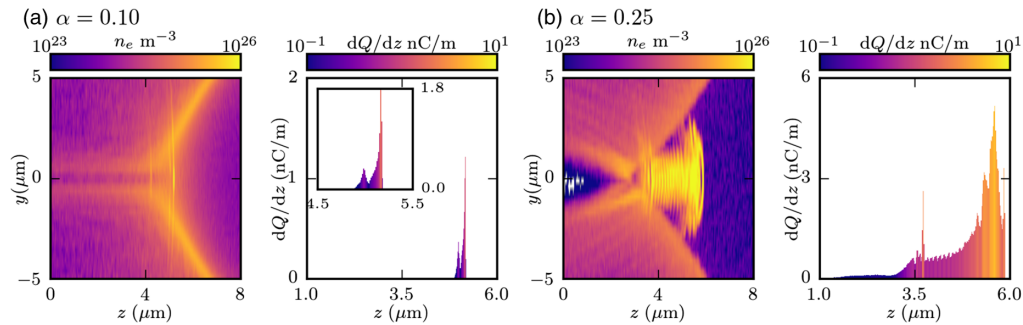 (a) α = 0.10
10^23 n_e m^−3 10^26
10^−1 dQ/dz nC/m 10^1
5
0
−5
y(μm)
0 4 8
z (μm)
2
1
0
dQ/dz (nC/m)
1.8
0.0
4.5 5.5
1.0 3.5 6.0
z (μm)
(b) α = 0.25
10^23 n_e m^−3 10^26
10^−1 dQ/dz nC/m 10^1
5
0
−5
y(μm)
0 4 8
z (μm)
6
3
0
dQ/dz (nC/m)
1.0 3.5 6.0
z (μm)